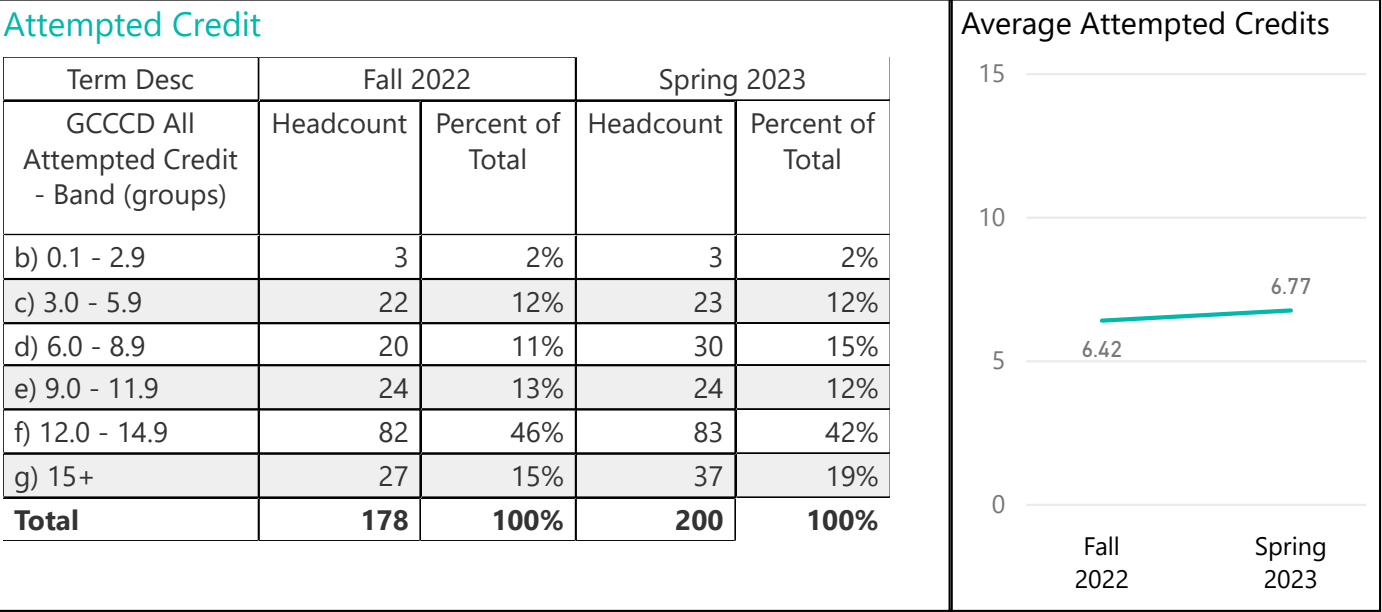 Attempted Credit
Term Desc Fall 2022 Spring 2023
GCCCD All Attempted Credit - Band (groups) Headcount Percent of Total Headcount Percent of Total
b) 0.1 - 2.9 3 2% 3 2%
c) 3.0 - 5.9 22 12% 23 12%
d) 6.0 - 8.9 20 11% 30 15%
e) 9.0 - 11.9 24 13% 24 12%
f) 12.0 - 14.9 82 46% 83 42%
g) 15+ 27 15% 37 19%
Total 178 100% 200 100%
Average Attempted Credits
15
10
6.77
6.42
5
0
Fall Spring
2022 2023